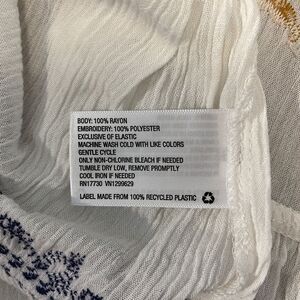 BODY: 100% RAYON
EMBROIDERY: 100% POLYESTER
EXCLUSIVE OF ELASTIC
MACHINE WASH COLD WITH LIKE COLORS
GENTLE CYCLE
ONLY NON-CHLORINE BLEACH IF NEEDED
TUMBLE DRY LOW, REMOVE PROMPTLY
COOL IRON IF NEEDED
RN17730 VN1299629
LABEL MADE FROM 100% RECYCLED PLASTIC